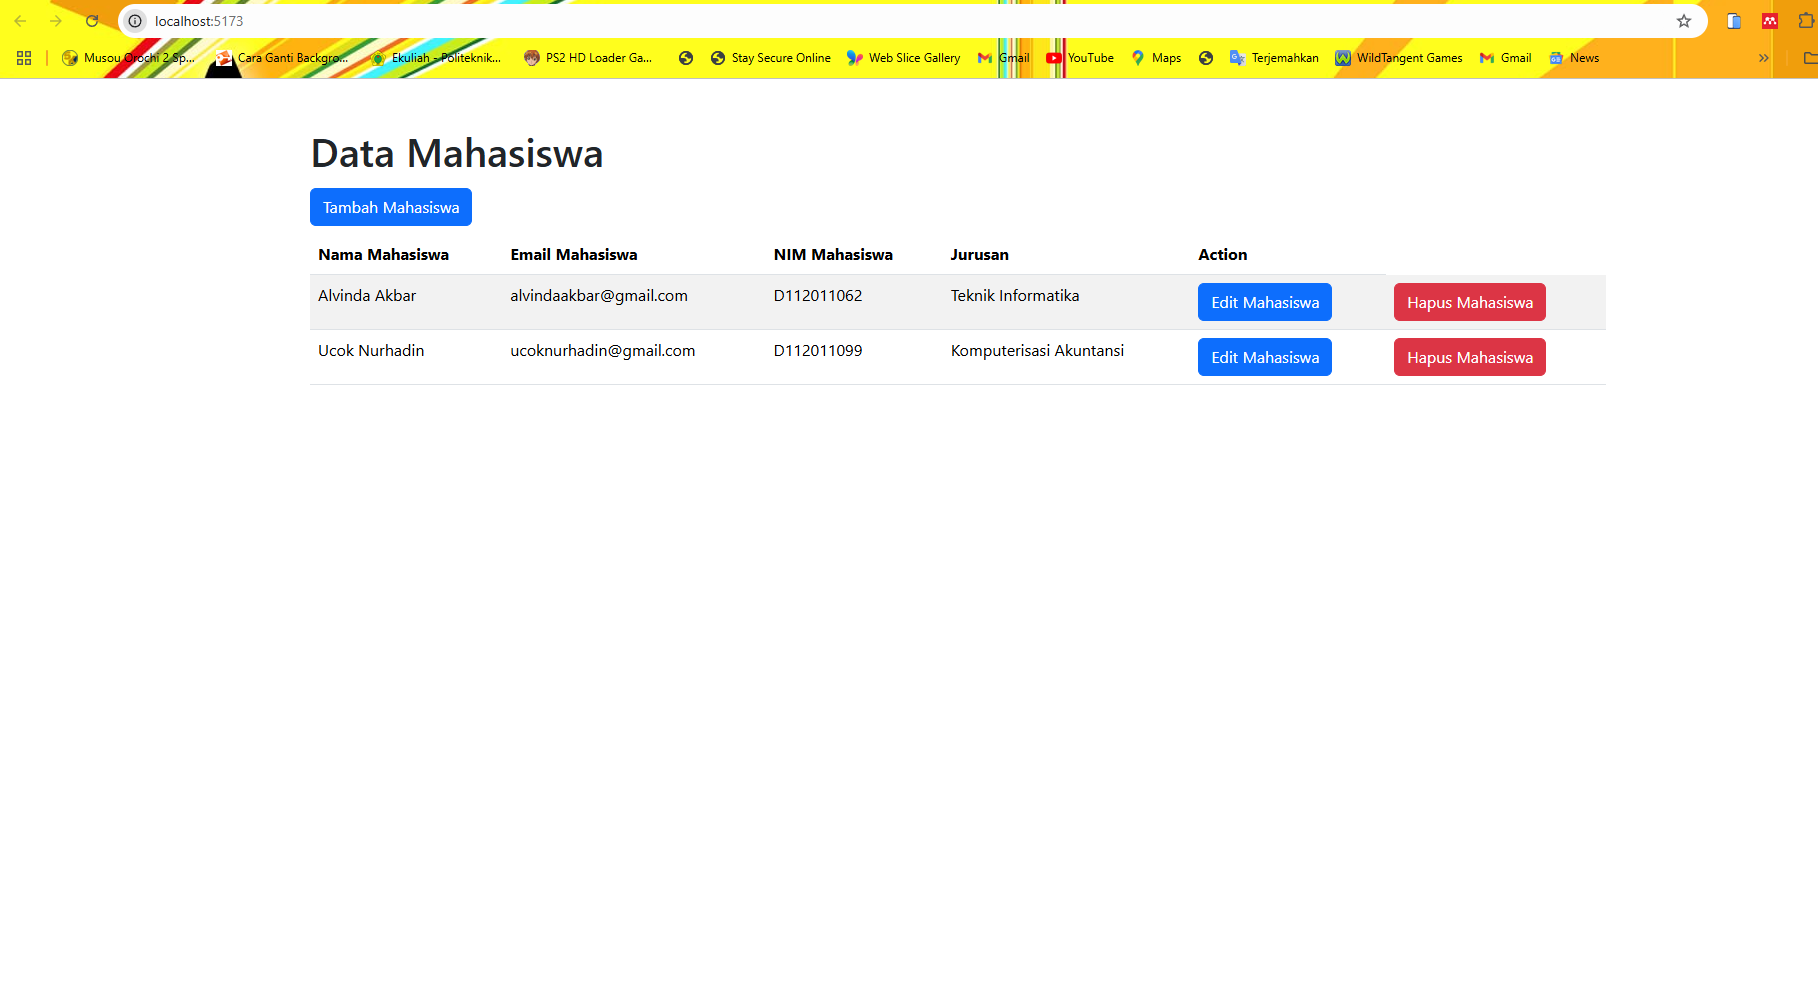 localhost:5173
Musou Orochi 2 Sp... Cara Ganti Backgro... Ekuliah - Politeknik... PS2 HD Loader Ga... Stay Secure Online Web Slice Gallery Gmail YouTube Maps Terjemahkan WildTangent Games Gmail News
Data Mahasiswa
Tambah Mahasiswa
Nama Mahasiswa Email Mahasiswa NIM Mahasiswa Jurusan Action
Alvinda Akbar alvindaakbar@gmail.com D112011062 Teknik Informatika Edit Mahasiswa Hapus Mahasiswa
Ucok Nurhadin ucoknurhadin@gmail.com D112011099 Komputerisasi Akuntansi Edit Mahasiswa Hapus Mahasiswa